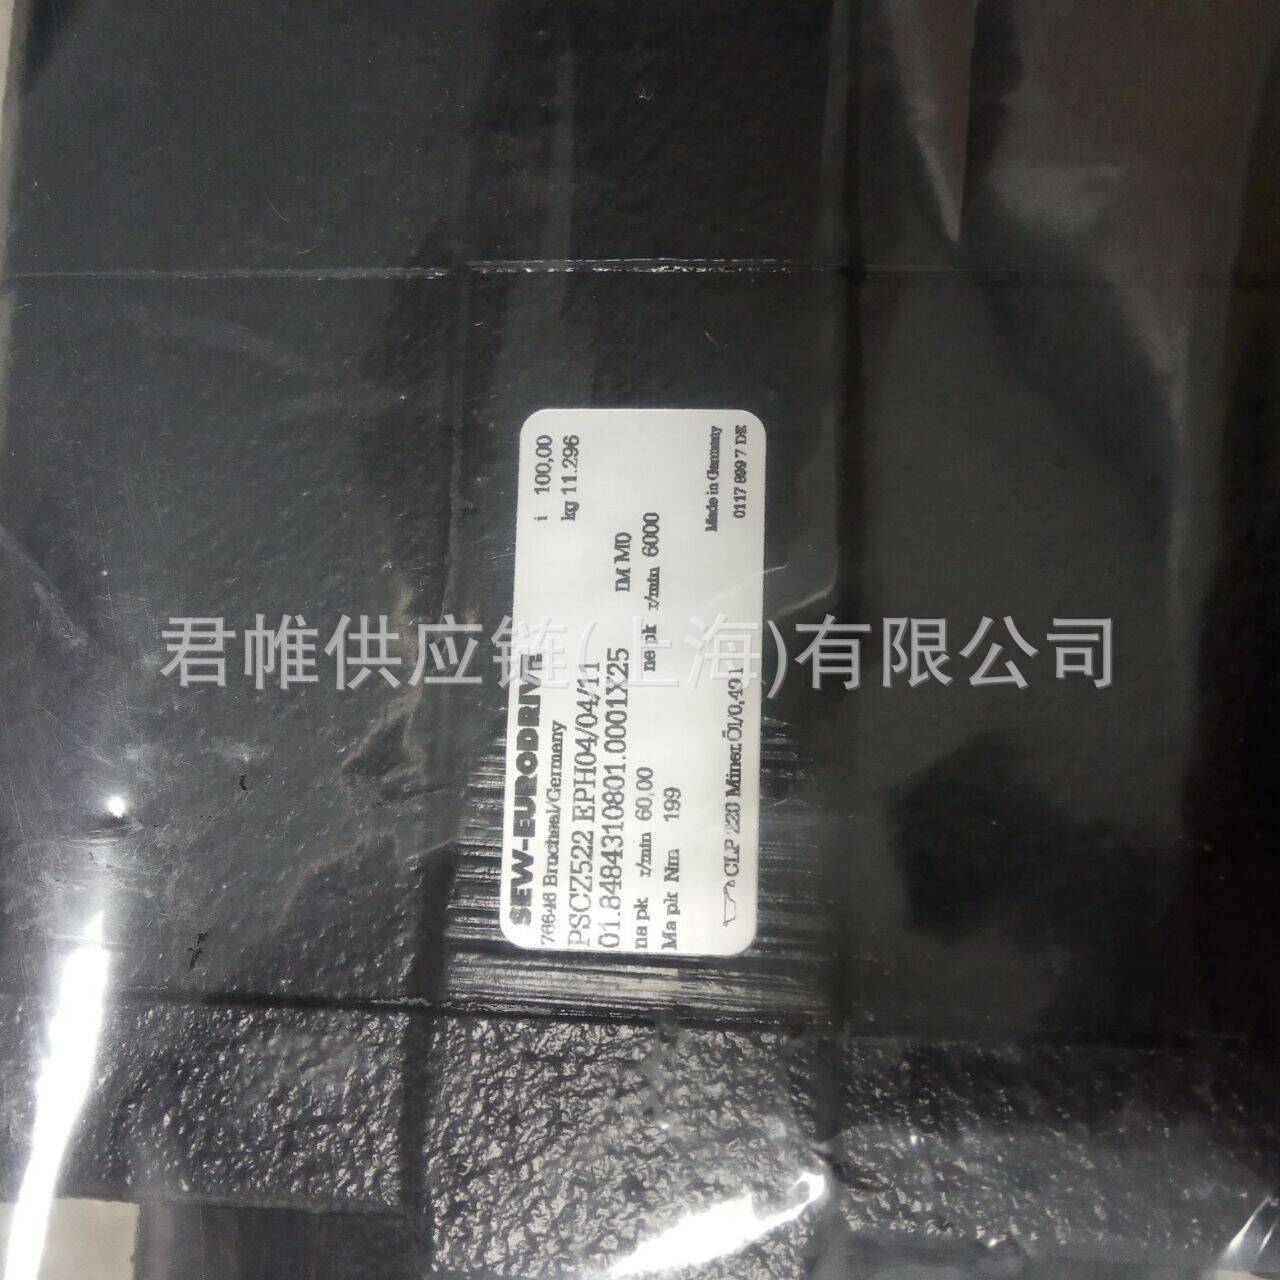 SEW-EURODRIVE
76646 Bruchsal/Germany
i 100,00
kg 11.296
PSCZ522 EPH04/04/11
01.8484310801.0001X25 IM M0
na pk r/min 60,00 ne pk r/min 6000
Ma pk Nm 199
Made in Germany
CLP 220 Miner.Öl/0,49 l
0117 899 7 DE
君帷供应链(上海)有限公司